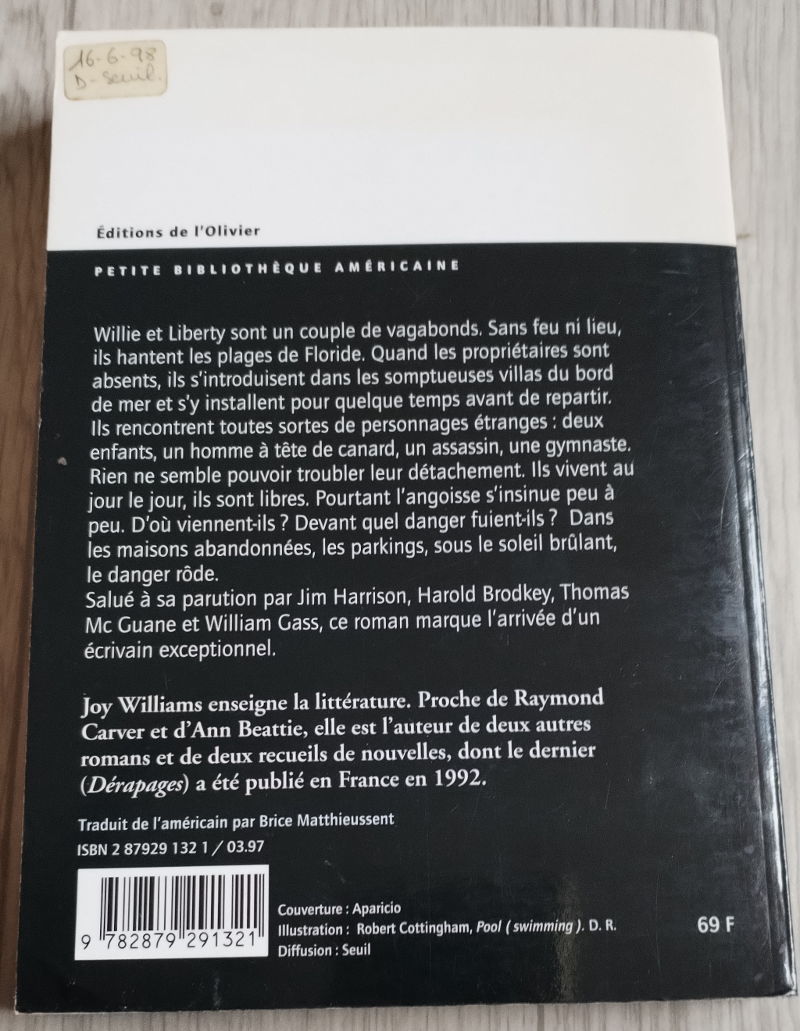 16-6-98
D-Seuil.
Éditions de l'Olivier
PETITE BIBLIOTHÈQUE AMÉRICAINE
Willie et Liberty sont un couple de vagabonds. Sans feu ni lieu,
ils hantent les plages de Floride. Quand les propriétaires sont
absents, ils s'introduisent dans les somptueuses villas du bord
de mer et s'y installent pour quelque temps avant de repartir.
Ils rencontrent toutes sortes de personnages étranges : deux
enfants, un homme à tête de canard, un assassin, une gymnaste.
Rien ne semble pouvoir troubler leur détachement. Ils vivent au
jour le jour, ils sont libres. Pourtant l'angoisse s'insinue peu à
peu. D'où viennent-ils ? Devant quel danger fuient-ils ? Dans
les maisons abandonnées, les parkings, sous le soleil brûlant,
le danger rôde.
Salué à sa parution par Jim Harrison, Harold Brodkey, Thomas
Mc Guane et William Gass, ce roman marque l'arrivée d'un
écrivain exceptionnel.
Joy Williams enseigne la littérature. Proche de Raymond
Carver et d'Ann Beattie, elle est l'auteur de deux autres
romans et de deux recueils de nouvelles, dont le dernier
(Dérapages) a été publié en France en 1992.
Traduit de l'américain par Brice Matthieussent
ISBN 2 87929 132 1 / 03.97
9 782879 291321
Couverture : Aparicio
Illustration : Robert Cottingham, Pool (swimming). D. R.
Diffusion : Seuil
69 F